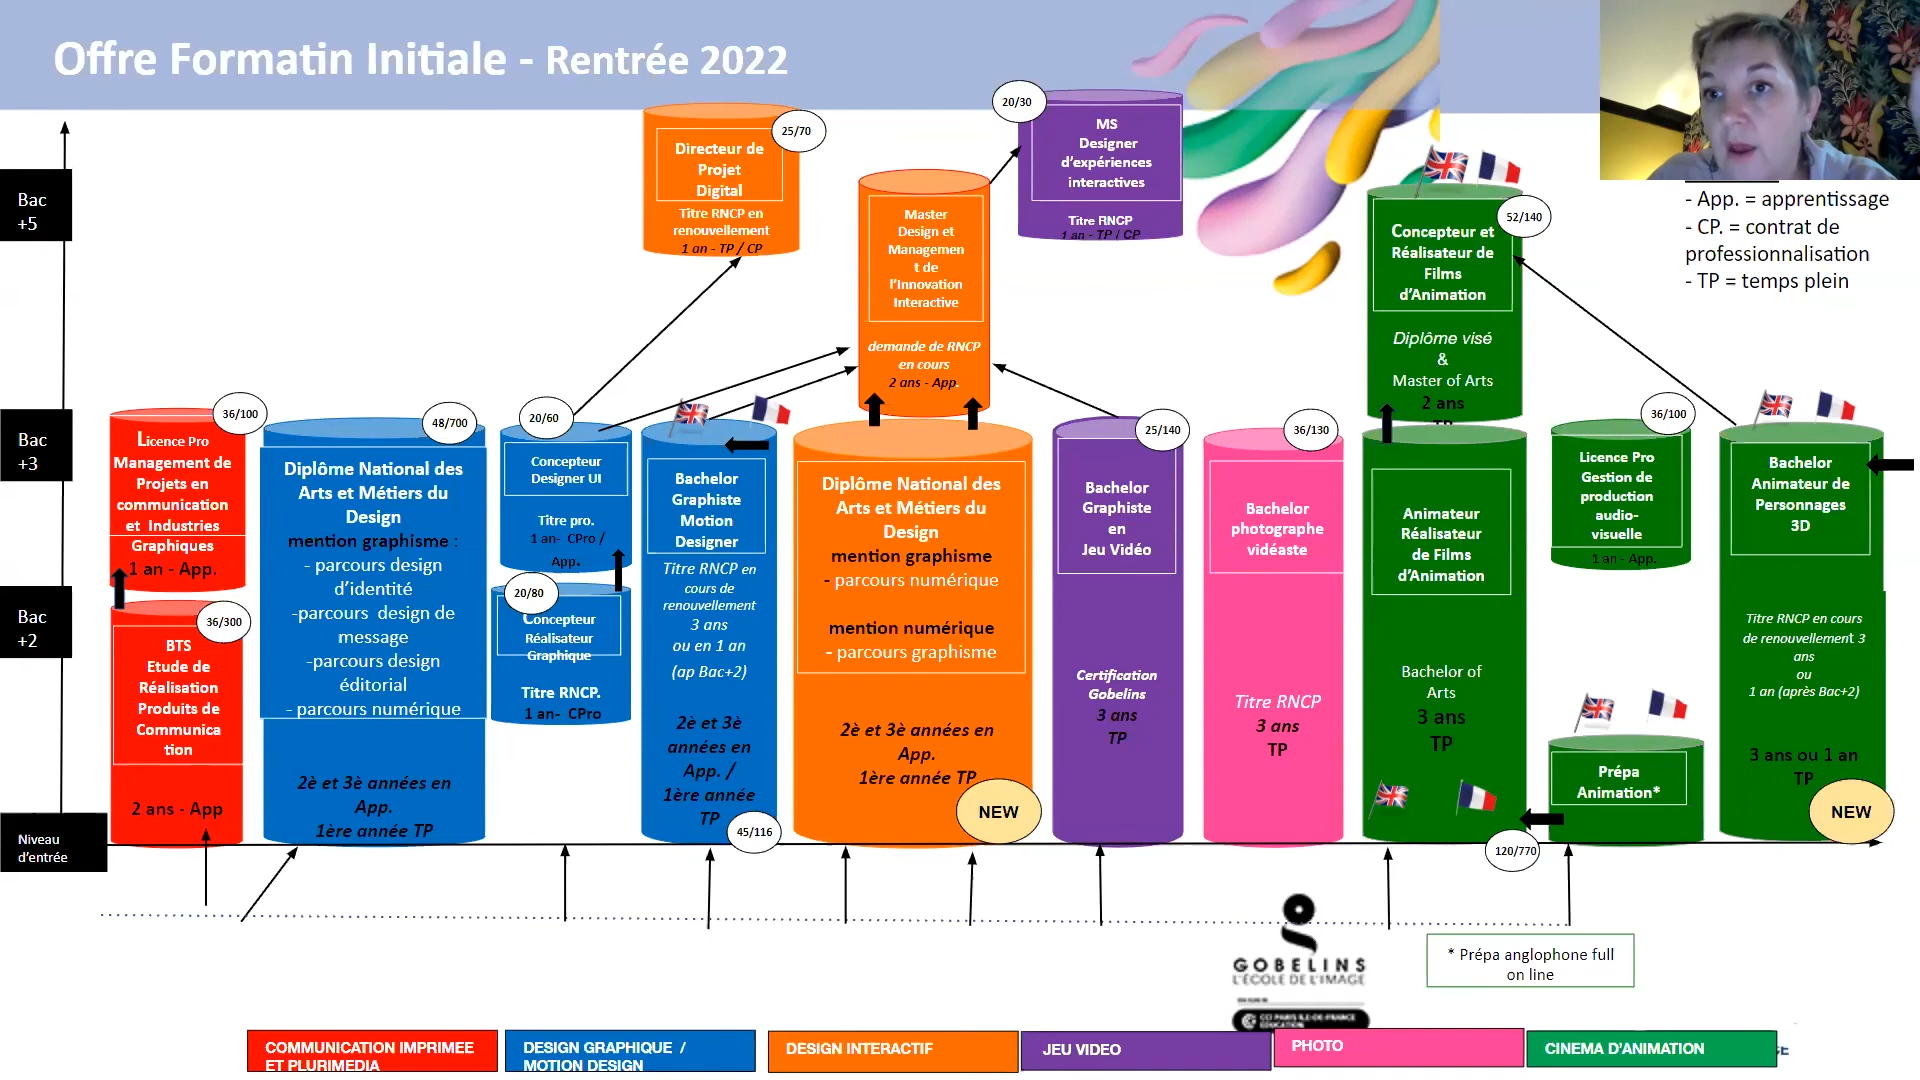 Offre Formatin Initiale - Rentrée 2022
- App. = apprentissage
- CP. = contrat de
professionnalisation
- TP = temps plein
Bac
+5
Bac
+3
Bac
+2
Niveau
d'entrée
25/70
Directeur de
Projet
Digital
Titre RNCP en
renouvellement
1 an - TP / CP
Master
Design et
Managemen
t de
l'Innovation
Interactive
demande de RNCP
en cours
2 ans - App.
20/30
MS
Designer
d'expériences
interactives
Titre RNCP
1 an - TP / CP
52/140
Concepteur et
Réalisateur de
Films
d'Animation
Diplôme visé
&
Master of Arts
2 ans
TP
36/100
Licence Pro
Management de
Projets en
communication
et Industries
Graphiques
1 an - App.
36/300
BTS
Etude de
Réalisation
Produits de
Communica
tion
2 ans - App
48/700
Diplôme National des
Arts et Métiers du
Design
mention graphisme :
- parcours design
d'identité
-parcours design de
message
-parcours design
éditorial
- parcours numérique
2è et 3è années en
App.
1ère année TP
20/60
Concepteur
Designer UI
Titre pro.
1 an- CPro /
App.
20/80
Concepteur
Réalisateur
Graphique
Titre RNCP.
1 an- CPro
Bachelor
Graphiste
Motion
Designer
Titre RNCP en
cours de
renouvellement
3 ans
ou en 1 an
(ap Bac+2)
2è et 3è
années en
App. /
1ère année
TP
45/116
Diplôme National des
Arts et Métiers du
Design
mention graphisme
- parcours numérique
mention numérique
- parcours graphisme
2è et 3è années en
App.
1ère année TP
NEW
25/140
Bachelor
Graphiste
en
Jeu Vidéo
Certification
Gobelins
3 ans
TP
36/130
Bachelor
photographe
vidéaste
Titre RNCP
3 ans
TP
Animateur
Réalisateur
de Films
d'Animation
Bachelor of
Arts
3 ans
TP
120/770
36/100
Licence Pro
Gestion de
production
audio-
visuelle
1 an - App.
Prépa
Animation*
Bachelor
Animateur de
Personnages
3D
Titre RNCP en cours
de renouvellement 3
ans
ou
1 an (après Bac+2)
3 ans ou 1 an
TP
NEW
* Prépa anglophone full
on line
GOBELINS
L'ÉCOLE DE L'IMAGE
CCI PARIS ILE-DE-FRANCE
EDUCATION
COMMUNICATION IMPRIMEE
ET PLURIMEDIA
DESIGN GRAPHIQUE /
MOTION DESIGN
DESIGN INTERACTIF
JEU VIDEO
PHOTO
CINEMA D'ANIMATION